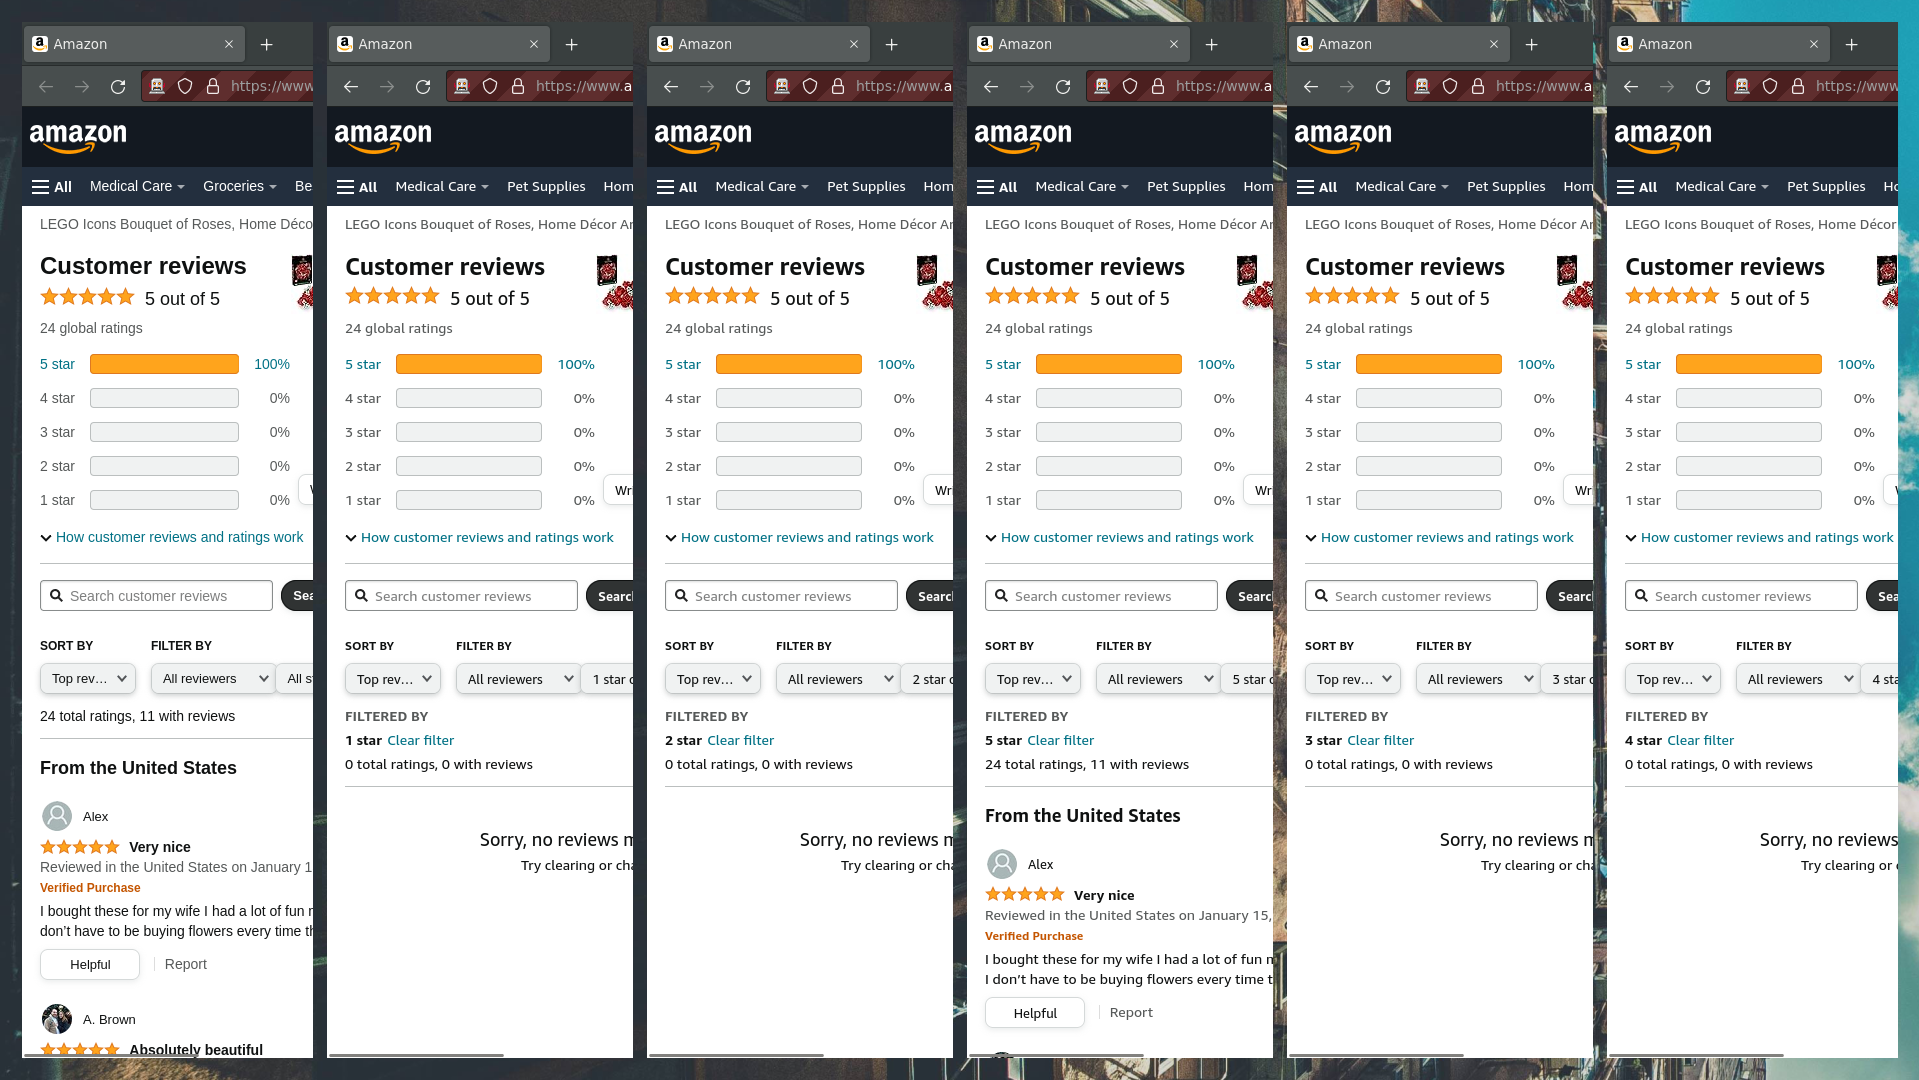 Amazon
https://www
amazon
All Medical Care Groceries Be
LEGO Icons Bouquet of Roses, Home Déco
Customer reviews
5 out of 5
24 global ratings
5 star 100%
4 star 0%
3 star 0%
2 star 0%
1 star 0%
How customer reviews and ratings work
Search customer reviews Sea
SORT BY FILTER BY
Top rev... All reviewers All s
24 total ratings, 11 with reviews
From the United States
Alex
Very nice
Reviewed in the United States on January 1
Verified Purchase
I bought these for my wife I had a lot of fun
don’t have to be buying flowers every time th
Helpful Report
A. Brown
Absolutely beautiful
Amazon
https://www.a
amazon
All Medical Care Pet Supplies Hom
LEGO Icons Bouquet of Roses, Home Décor Ar
Customer reviews
5 out of 5
24 global ratings
5 star 100%
4 star 0%
3 star 0%
2 star 0%
1 star 0%
Wri
How customer reviews and ratings work
Search customer reviews Search
SORT BY FILTER BY
Top rev... All reviewers 1 star o
FILTERED BY
1 star Clear filter
0 total ratings, 0 with reviews
Sorry, no reviews m
Try clearing or cha
Amazon
https://www.a
amazon
All Medical Care Pet Supplies Hom
LEGO Icons Bouquet of Roses, Home Décor Ar
Customer reviews
5 out of 5
24 global ratings
5 star 100%
4 star 0%
3 star 0%
2 star 0%
1 star 0%
Wri
How customer reviews and ratings work
Search customer reviews Search
SORT BY FILTER BY
Top rev... All reviewers 2 star o
FILTERED BY
2 star Clear filter
0 total ratings, 0 with reviews
Sorry, no reviews m
Try clearing or cha
Amazon
https://www.a
amazon
All Medical Care Pet Supplies Hom
LEGO Icons Bouquet of Roses, Home Décor Ar
Customer reviews
5 out of 5
24 global ratings
5 star 100%
4 star 0%
3 star 0%
2 star 0%
1 star 0%
Wri
How customer reviews and ratings work
Search customer reviews Search
SORT BY FILTER BY
Top rev... All reviewers 5 star o
FILTERED BY
5 star Clear filter
24 total ratings, 11 with reviews
From the United States
Alex
Very nice
Reviewed in the United States on January 15,
Verified Purchase
I bought these for my wife I had a lot of fun m
I don’t have to be buying flowers every time t
Helpful Report
Amazon
https://www.a
amazon
All Medical Care Pet Supplies Hom
LEGO Icons Bouquet of Roses, Home Décor Ar
Customer reviews
5 out of 5
24 global ratings
5 star 100%
4 star 0%
3 star 0%
2 star 0%
1 star 0%
Wri
How customer reviews and ratings work
Search customer reviews Search
SORT BY FILTER BY
Top rev... All reviewers 3 star o
FILTERED BY
3 star Clear filter
0 total ratings, 0 with reviews
Sorry, no reviews m
Try clearing or cha
Amazon
https://www
amazon
All Medical Care Pet Supplies Ho
LEGO Icons Bouquet of Roses, Home Décor
Customer reviews
5 out of 5
24 global ratings
5 star 100%
4 star 0%
3 star 0%
2 star 0%
1 star 0%
How customer reviews and ratings work
Search customer reviews Sea
SORT BY FILTER BY
Top rev... All reviewers 4 sta
FILTERED BY
4 star Clear filter
0 total ratings, 0 with reviews
Sorry, no reviews
Try clearing or